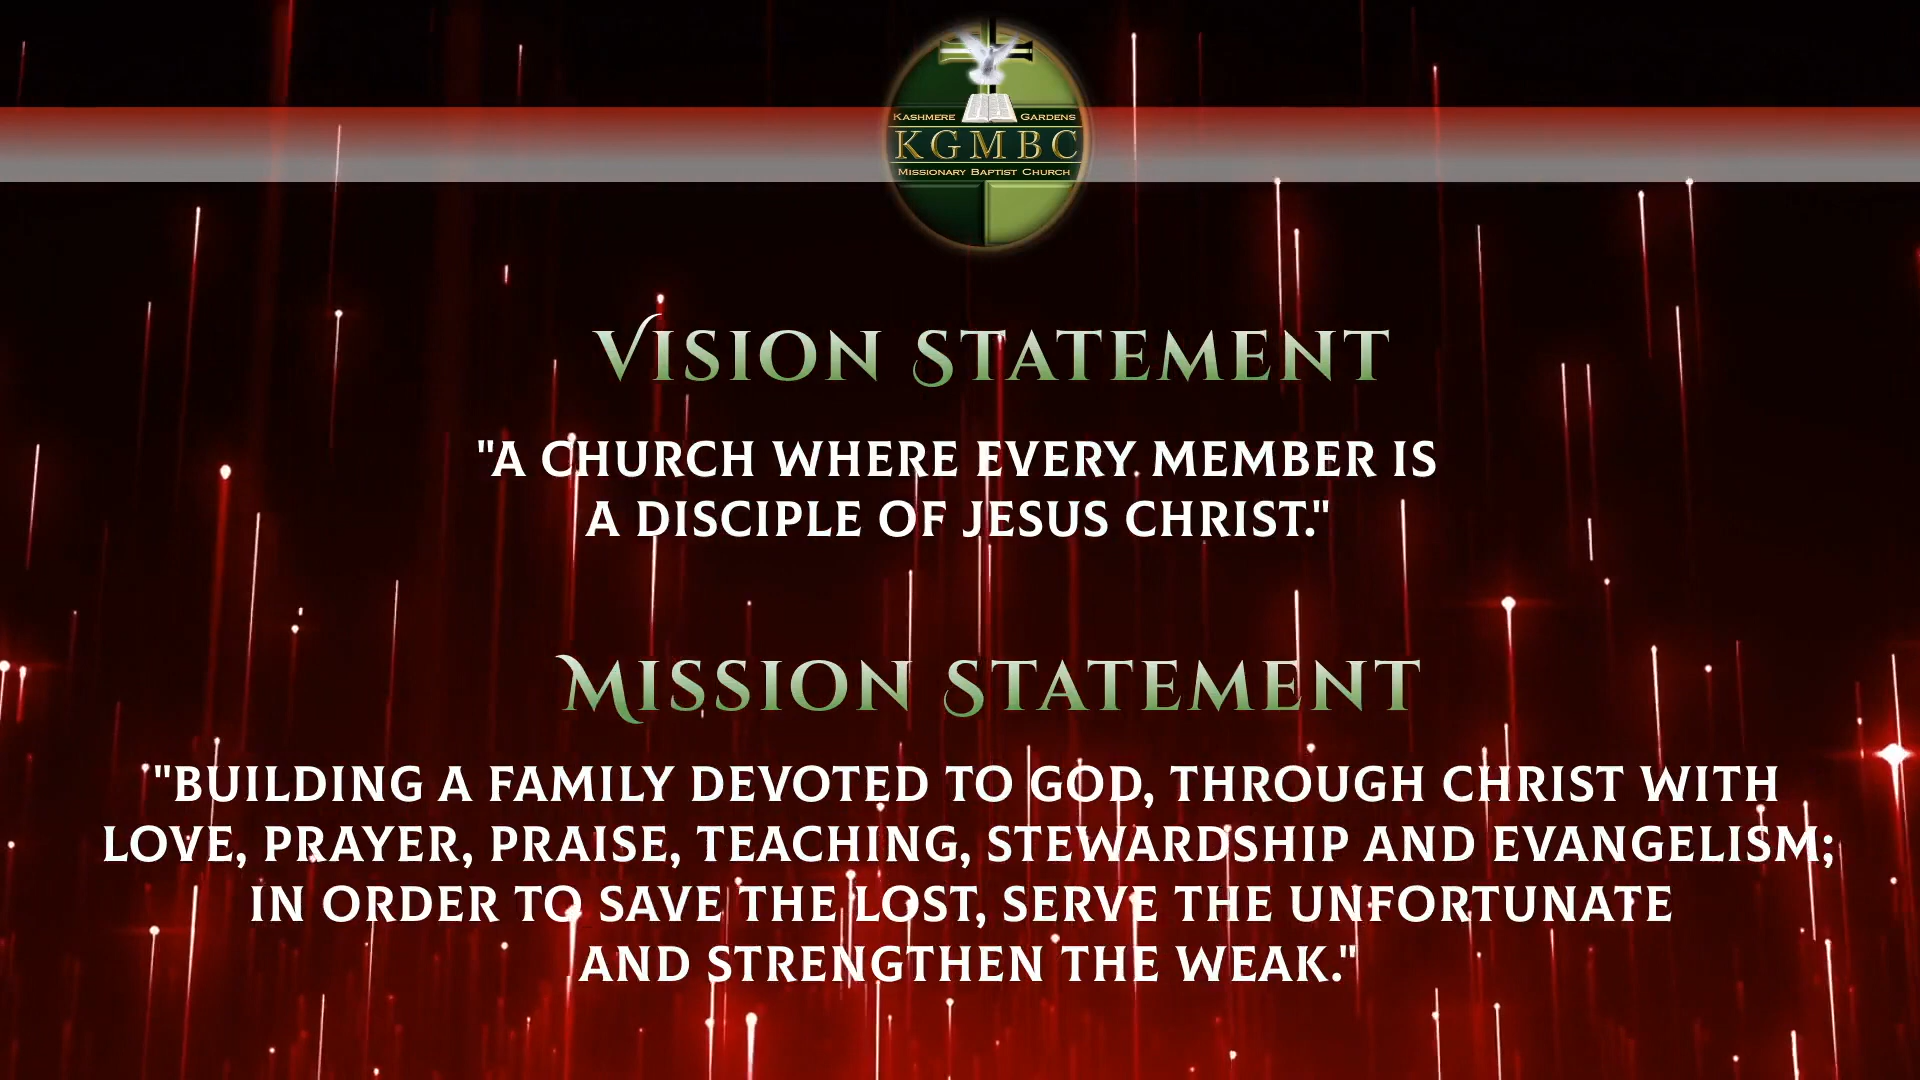 KASHMERE GARDENS
KGMBC
MISSIONARY BAPTIST CHURCH
VISION STATEMENT
"A CHURCH WHERE EVERY MEMBER IS
A DISCIPLE OF JESUS CHRIST."
MISSION STATEMENT
"BUILDING A FAMILY DEVOTED TO GOD, THROUGH CHRIST WITH
LOVE, PRAYER, PRAISE, TEACHING, STEWARDSHIP AND EVANGELISM;
IN ORDER TO SAVE THE LOST, SERVE THE UNFORTUNATE
AND STRENGTHEN THE WEAK."